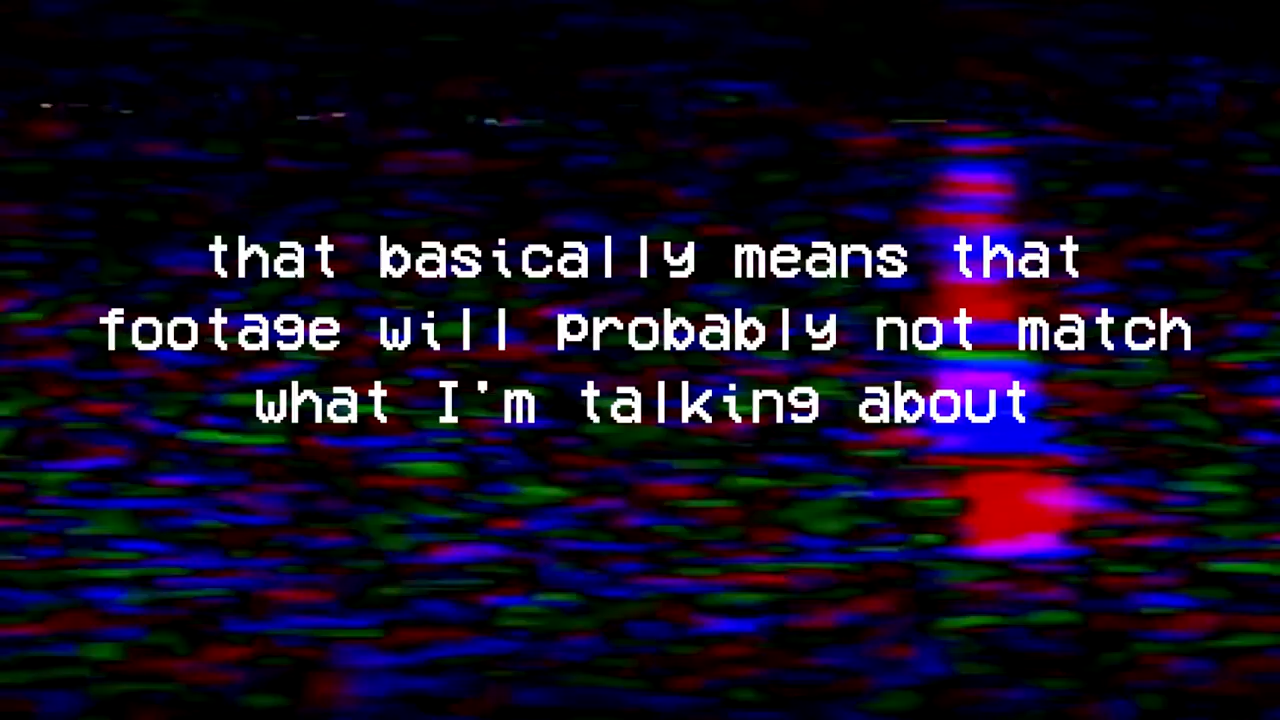 that basically means that
footage will probably not match
what I'm talking about